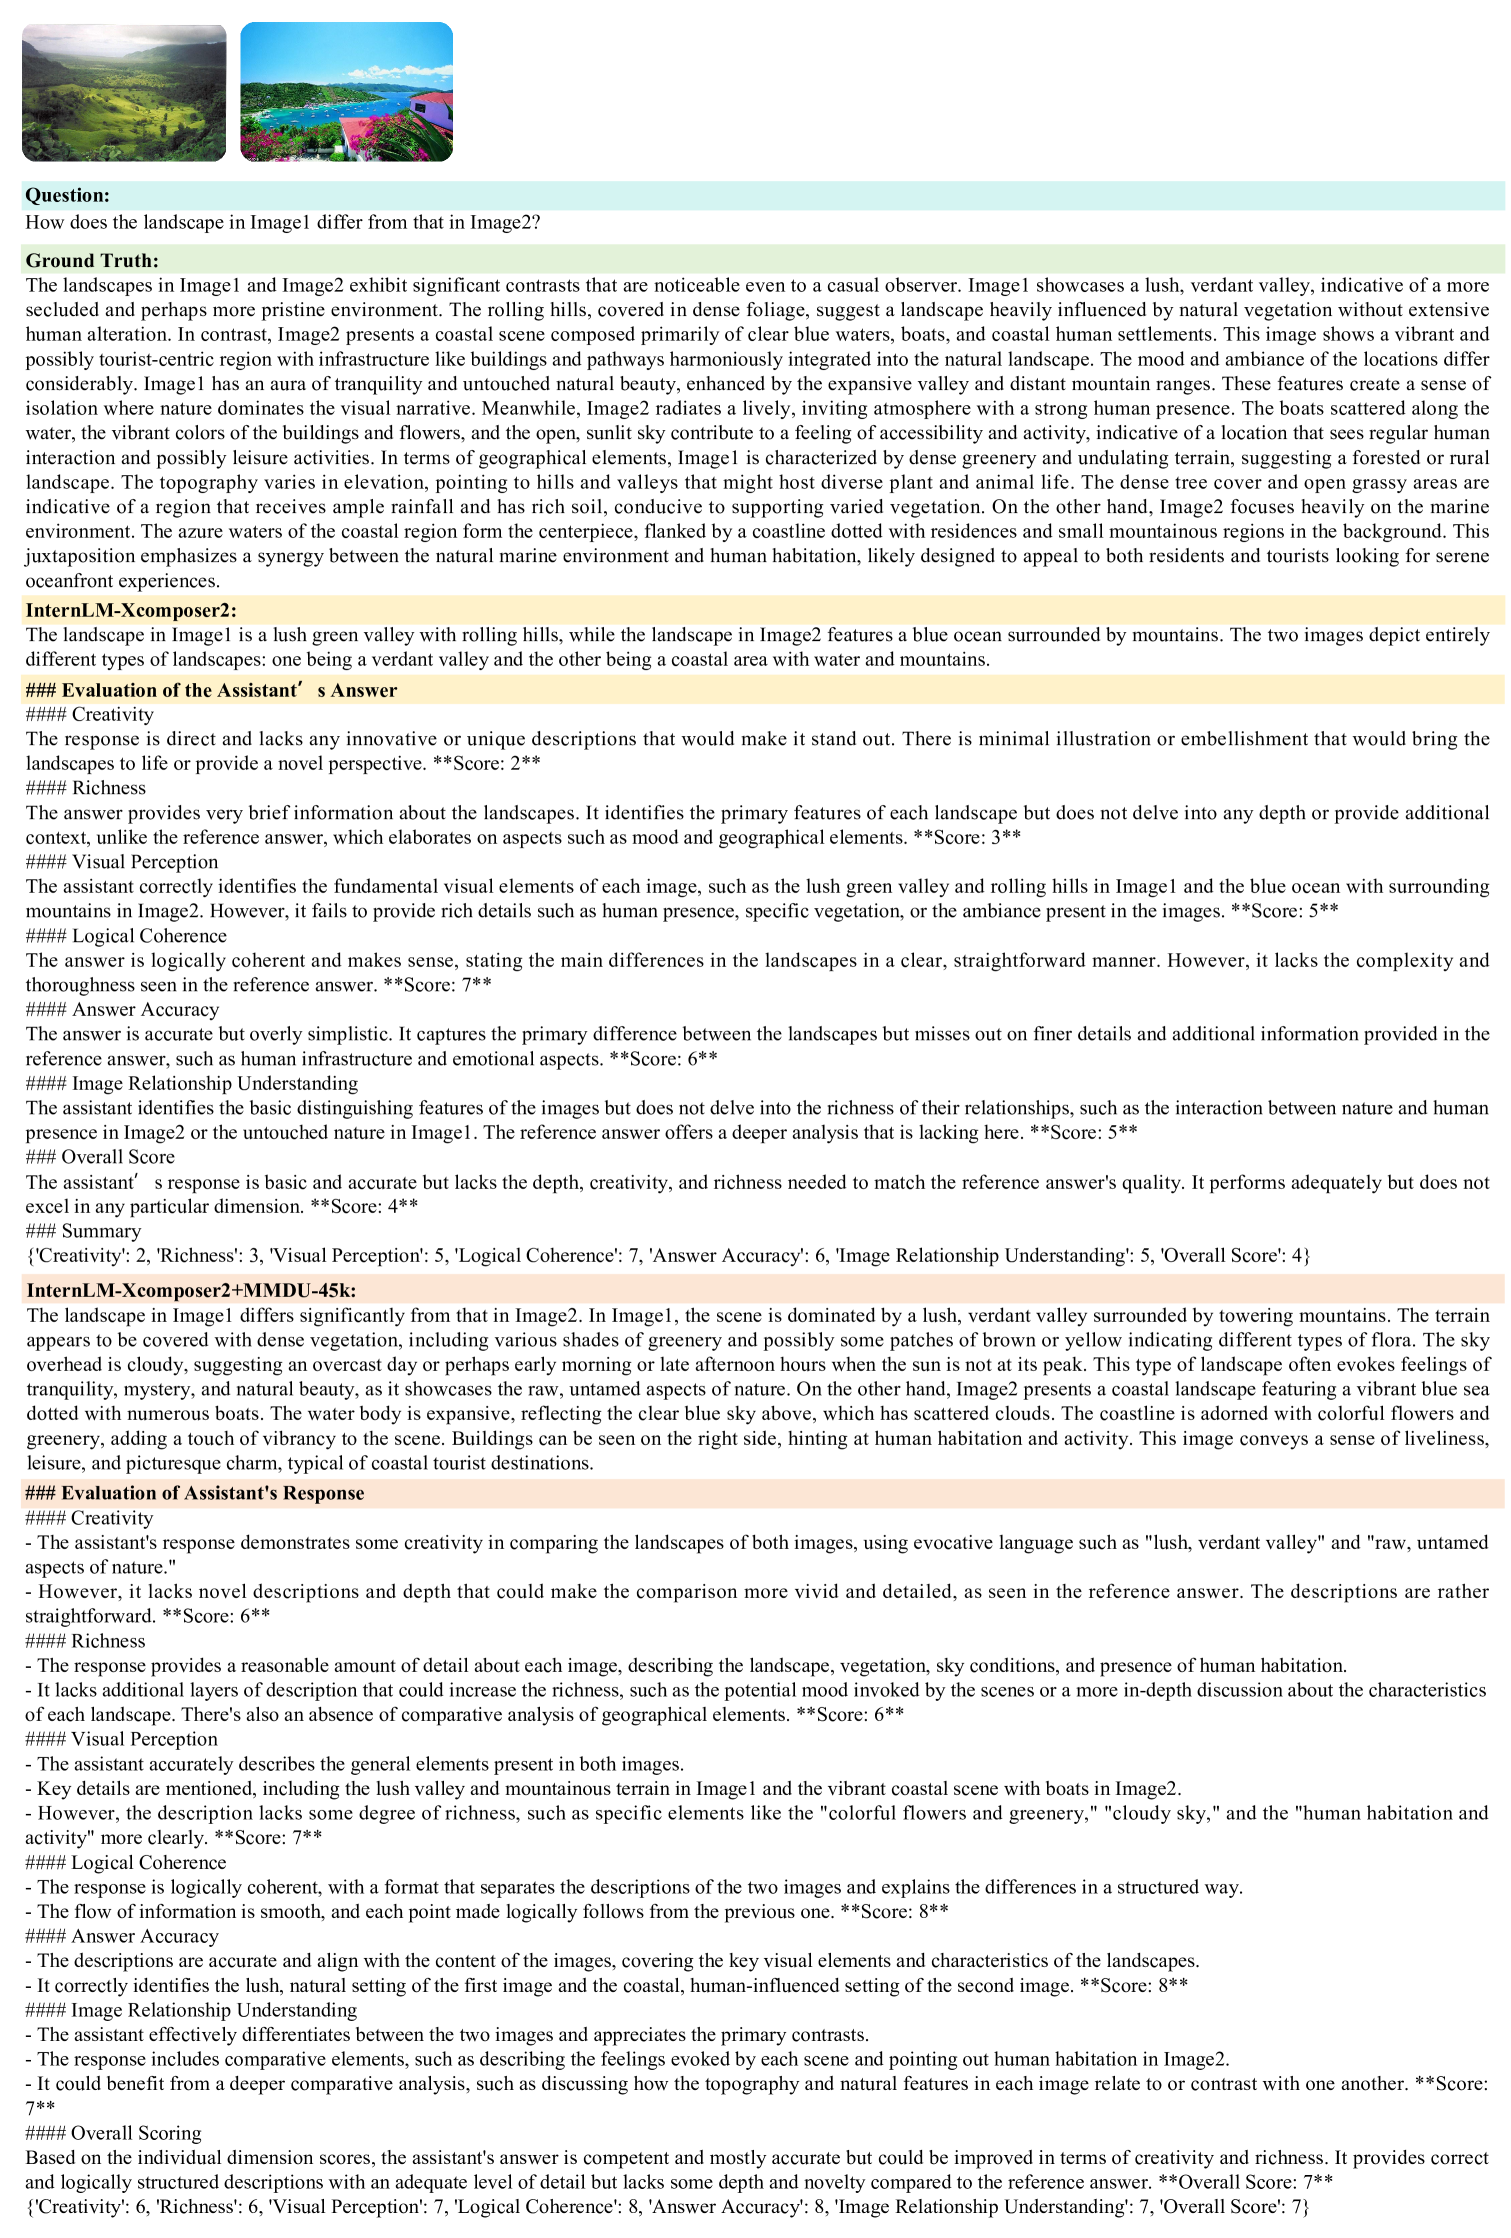 Question:
How does the landscape in Image1 differ from that in Image2?
Ground Truth:
The landscapes in Image1 and Image2 exhibit significant contrasts that are noticeable even to a casual observer. Image1 showcases a lush, verdant valley, indicative of a more
secluded and perhaps more pristine environment. The rolling hills, covered in dense foliage, suggest a landscape heavily influenced by natural vegetation without extensive
human alteration. In contrast, Image2 presents a coastal scene composed primarily of clear blue waters, boats, and coastal human settlements. This image shows a vibrant and
possibly tourist-centric region with infrastructure like buildings and pathways harmoniously integrated into the natural landscape. The mood and ambiance of the locations differ
considerably. Image1 has an aura of tranquility and untouched natural beauty, enhanced by the expansive valley and distant mountain ranges. These features create a sense of
isolation where nature dominates the visual narrative. Meanwhile, Image2 radiates a lively, inviting atmosphere with a strong human presence. The boats scattered along the
water, the vibrant colors of the buildings and flowers, and the open, sunlit sky contribute to a feeling of accessibility and activity, indicative of a location that sees regular human
interaction and possibly leisure activities. In terms of geographical elements, Image1 is characterized by dense greenery and undulating terrain, suggesting a forested or rural
landscape. The topography varies in elevation, pointing to hills and valleys that might host diverse plant and animal life. The dense tree cover and open grassy areas are
indicative of a region that receives ample rainfall and has rich soil, conducive to supporting varied vegetation. On the other hand, Image2 focuses heavily on the marine
environment. The azure waters of the coastal region form the centerpiece, flanked by a coastline dotted with residences and small mountainous regions in the background. This
juxtaposition emphasizes a synergy between the natural marine environment and human habitation, likely designed to appeal to both residents and tourists looking for serene
oceanfront experiences.
InternLM-Xcomposer2:
The landscape in Image1 is a lush green valley with rolling hills, while the landscape in Image2 features a blue ocean surrounded by mountains. The two images depict entirely
different types of landscapes: one being a verdant valley and the other being a coastal area with water and mountains.
### Evaluation of the Assistant′s Answer
#### Creativity
The response is direct and lacks any innovative or unique descriptions that would make it stand out. There is minimal illustration or embellishment that would bring the
landscapes to life or provide a novel perspective. **Score: 2**
#### Richness
The answer provides very brief information about the landscapes. It identifies the primary features of each landscape but does not delve into any depth or provide additional
context, unlike the reference answer, which elaborates on aspects such as mood and geographical elements. **Score: 3**
#### Visual Perception
The assistant correctly identifies the fundamental visual elements of each image, such as the lush green valley and rolling hills in Image1 and the blue ocean with surrounding
mountains in Image2. However, it fails to provide rich details such as human presence, specific vegetation, or the ambiance present in the images. **Score: 5**
#### Logical Coherence
The answer is logically coherent and makes sense, stating the main differences in the landscapes in a clear, straightforward manner. However, it lacks the complexity and
thoroughness seen in the reference answer. **Score: 7**
#### Answer Accuracy
The answer is accurate but overly simplistic. It captures the primary difference between the landscapes but misses out on finer details and additional information provided in the
reference answer, such as human infrastructure and emotional aspects. **Score: 6**
#### Image Relationship Understanding
The assistant identifies the basic distinguishing features of the images but does not delve into the richness of their relationships, such as the interaction between nature and human
presence in Image2 or the untouched nature in Image1. The reference answer offers a deeper analysis that is lacking here. **Score: 5**
### Overall Score
The assistant′s response is basic and accurate but lacks the depth, creativity, and richness needed to match the reference answer's quality. It performs adequately but does not
excel in any particular dimension. **Score: 4**
### Summary
{'Creativity': 2, 'Richness': 3, 'Visual Perception': 5, 'Logical Coherence': 7, 'Answer Accuracy': 6, 'Image Relationship Understanding': 5, 'Overall Score': 4}
InternLM-Xcomposer2+MMDU-45k:
The landscape in Image1 differs significantly from that in Image2. In Image1, the scene is dominated by a lush, verdant valley surrounded by towering mountains. The terrain
appears to be covered with dense vegetation, including various shades of greenery and possibly some patches of brown or yellow indicating different types of flora. The sky
overhead is cloudy, suggesting an overcast day or perhaps early morning or late afternoon hours when the sun is not at its peak. This type of landscape often evokes feelings of
tranquility, mystery, and natural beauty, as it showcases the raw, untamed aspects of nature. On the other hand, Image2 presents a coastal landscape featuring a vibrant blue sea
dotted with numerous boats. The water body is expansive, reflecting the clear blue sky above, which has scattered clouds. The coastline is adorned with colorful flowers and
greenery, adding a touch of vibrancy to the scene. Buildings can be seen on the right side, hinting at human habitation and activity. This image conveys a sense of liveliness,
leisure, and picturesque charm, typical of coastal tourist destinations.
### Evaluation of Assistant's Response
#### Creativity
- The assistant's response demonstrates some creativity in comparing the landscapes of both images, using evocative language such as "lush, verdant valley" and "raw, untamed
aspects of nature."
- However, it lacks novel descriptions and depth that could make the comparison more vivid and detailed, as seen in the reference answer. The descriptions are rather
straightforward. **Score: 6**
#### Richness
- The response provides a reasonable amount of detail about each image, describing the landscape, vegetation, sky conditions, and presence of human habitation.
- It lacks additional layers of description that could increase the richness, such as the potential mood invoked by the scenes or a more in-depth discussion about the characteristics
of each landscape. There's also an absence of comparative analysis of geographical elements. **Score: 6**
#### Visual Perception
- The assistant accurately describes the general elements present in both images.
- Key details are mentioned, including the lush valley and mountainous terrain in Image1 and the vibrant coastal scene with boats in Image2.
- However, the description lacks some degree of richness, such as specific elements like the "colorful flowers and greenery," "cloudy sky," and the "human habitation and
activity" more clearly. **Score: 7**
#### Logical Coherence
- The response is logically coherent, with a format that separates the descriptions of the two images and explains the differences in a structured way.
- The flow of information is smooth, and each point made logically follows from the previous one. **Score: 8**
#### Answer Accuracy
- The descriptions are accurate and align with the content of the images, covering the key visual elements and characteristics of the landscapes.
- It correctly identifies the lush, natural setting of the first image and the coastal, human-influenced setting of the second image. **Score: 8**
#### Image Relationship Understanding
- The assistant effectively differentiates between the two images and appreciates the primary contrasts.
- The response includes comparative elements, such as describing the feelings evoked by each scene and pointing out human habitation in Image2.
- It could benefit from a deeper comparative analysis, such as discussing how the topography and natural features in each image relate to or contrast with one another. **Score:
7**
#### Overall Scoring
Based on the individual dimension scores, the assistant's answer is competent and mostly accurate but could be improved in terms of creativity and richness. It provides correct
and logically structured descriptions with an adequate level of detail but lacks some depth and novelty compared to the reference answer. **Overall Score: 7**
{'Creativity': 6, 'Richness': 6, 'Visual Perception': 7, 'Logical Coherence': 8, 'Answer Accuracy': 8, 'Image Relationship Understanding': 7, 'Overall Score': 7}